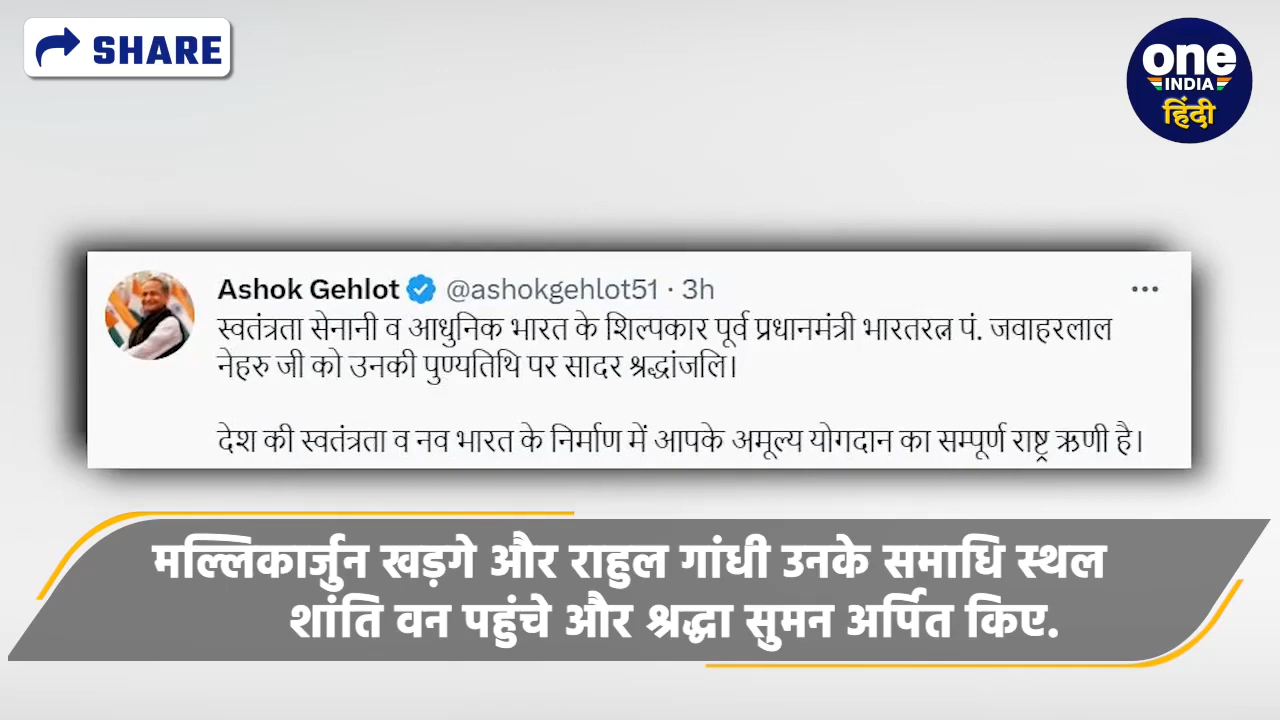 SHARE
one
INDIA
हिंदी
Ashok Gehlot @ashokgehlot51 · 3h
स्वतंत्रता सेनानी व आधुनिक भारत के शिल्पकार पूर्व प्रधानमंत्री भारतरत्न पं. जवाहरलाल
नेहरु जी को उनकी पुण्यतिथि पर सादर श्रद्धांजलि।
देश की स्वतंत्रता व नव भारत के निर्माण में आपके अमूल्य योगदान का सम्पूर्ण राष्ट्र ऋणी है।
मल्लिकार्जुन खड़गे और राहुल गांधी उनके समाधि स्थल
शांति वन पहुंचे और श्रद्धा सुमन अर्पित किए.